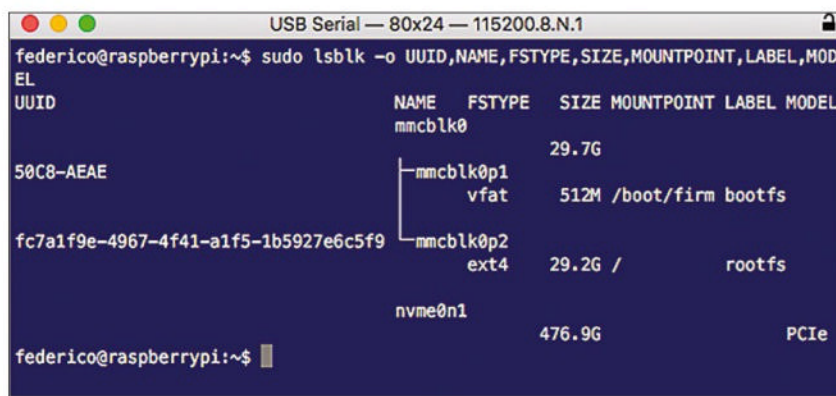 USB Serial — 80x24 — 115200.8.N.1
federico@raspberrypi:~$ sudo lsblk -o UUID,NAME,FSTYPE,SIZE,MOUNTPOINT,LABEL,MOD
EL
UUID NAME FSTYPE SIZE MOUNTPOINT LABEL MODEL
mmcblk0
29.7G
50C8-AEAE ├─mmcblk0p1
vfat 512M /boot/firm bootfs
fc7a1f9e-4967-4f41-a1f5-1b5927e6c5f9 └─mmcblk0p2
ext4 29.2G / rootfs
nvme0n1
476.9G PCIe
federico@raspberrypi:~$